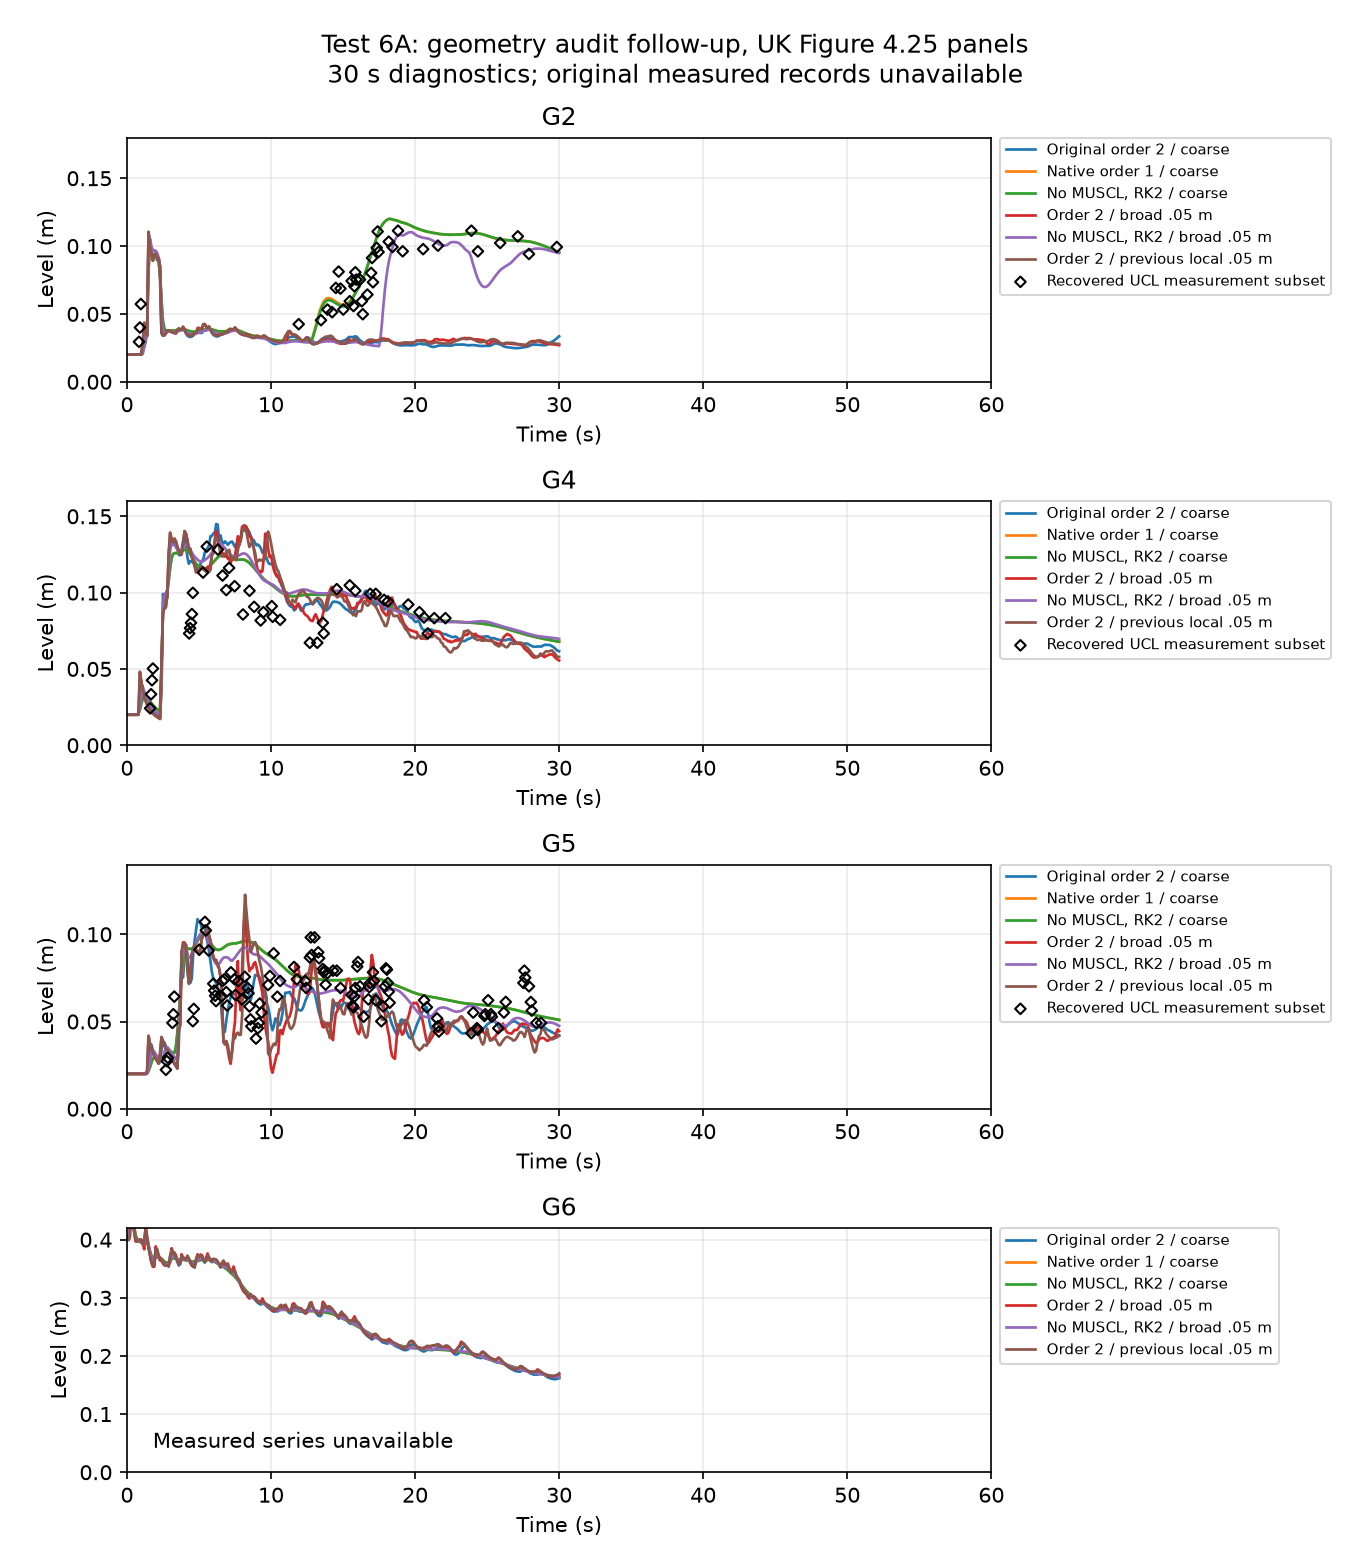 Test 6A: geometry audit follow-up, UK Figure 4.25 panels
30 s diagnostics; original measured records unavailable
G2
Level (m)
0.15
0.10
0.05
0.00
0 10 20 30 40 50 60
Time (s)
Original order 2 / coarse
Native order 1 / coarse
No MUSCL, RK2 / coarse
Order 2 / broad .05 m
No MUSCL, RK2 / broad .05 m
Order 2 / previous local .05 m
Recovered UCL measurement subset
G4
Level (m)
0.15
0.10
0.05
0.00
0 10 20 30 40 50 60
Time (s)
Original order 2 / coarse
Native order 1 / coarse
No MUSCL, RK2 / coarse
Order 2 / broad .05 m
No MUSCL, RK2 / broad .05 m
Order 2 / previous local .05 m
Recovered UCL measurement subset
G5
Level (m)
0.10
0.05
0.00
0 10 20 30 40 50 60
Time (s)
Original order 2 / coarse
Native order 1 / coarse
No MUSCL, RK2 / coarse
Order 2 / broad .05 m
No MUSCL, RK2 / broad .05 m
Order 2 / previous local .05 m
Recovered UCL measurement subset
G6
Level (m)
0.4
0.3
0.2
0.1
0.0
Measured series unavailable
0 10 20 30 40 50 60
Time (s)
Original order 2 / coarse
Native order 1 / coarse
No MUSCL, RK2 / coarse
Order 2 / broad .05 m
No MUSCL, RK2 / broad .05 m
Order 2 / previous local .05 m